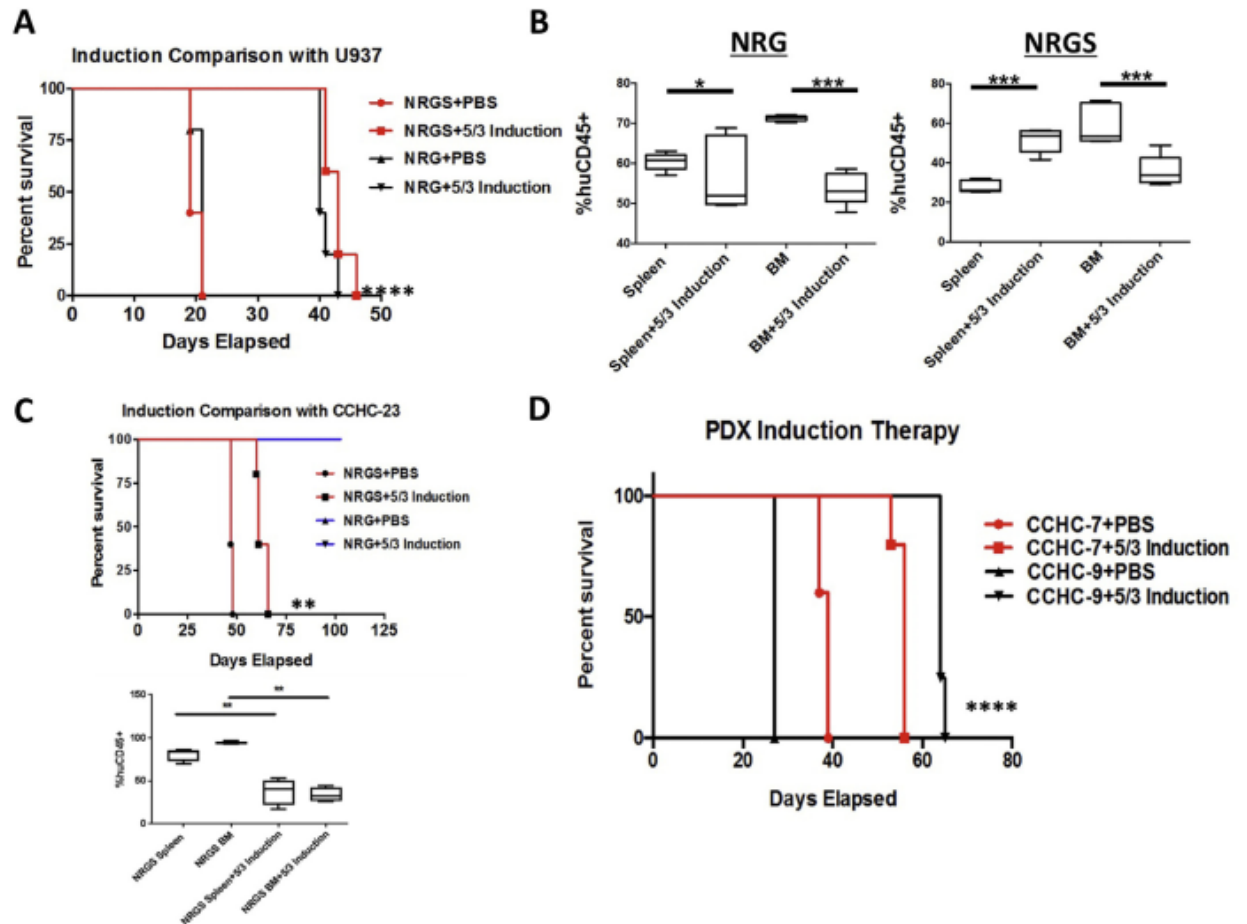 A
Induction Comparison with U937
Percent survival
100
75
50
25
0
0 10 20 30 40 50
Days Elapsed
NRGS+PBS
NRGS+5/3 Induction
NRG+PBS
NRG+5/3 Induction
****
B
NRG
%huCD45+
80
70
60
50
40
*
***
Spleen
Spleen+5/3 Induction
BM
BM+5/3 Induction
NRGS
%huCD45+
80
60
40
20
0
***
***
Spleen
Spleen+5/3 Induction
BM
BM+5/3 Induction
C
Induction Comparison with CCHC-23
Percent survival
100
75
50
25
0
0 25 50 75 100 125
Days Elapsed
NRGS+PBS
NRGS+5/3 Induction
NRG+PBS
NRG+5/3 Induction
**
%huCD45+
150
100
50
0
**
**
NRGS Spleen
NRGS BM
NRGS Spleen+5/3 Induction
NRGS BM+5/3 Induction
D
PDX Induction Therapy
Percent survival
100
50
0
0 20 40 60 80
Days Elapsed
CCHC-7+PBS
CCHC-7+5/3 Induction
CCHC-9+PBS
CCHC-9+5/3 Induction
****